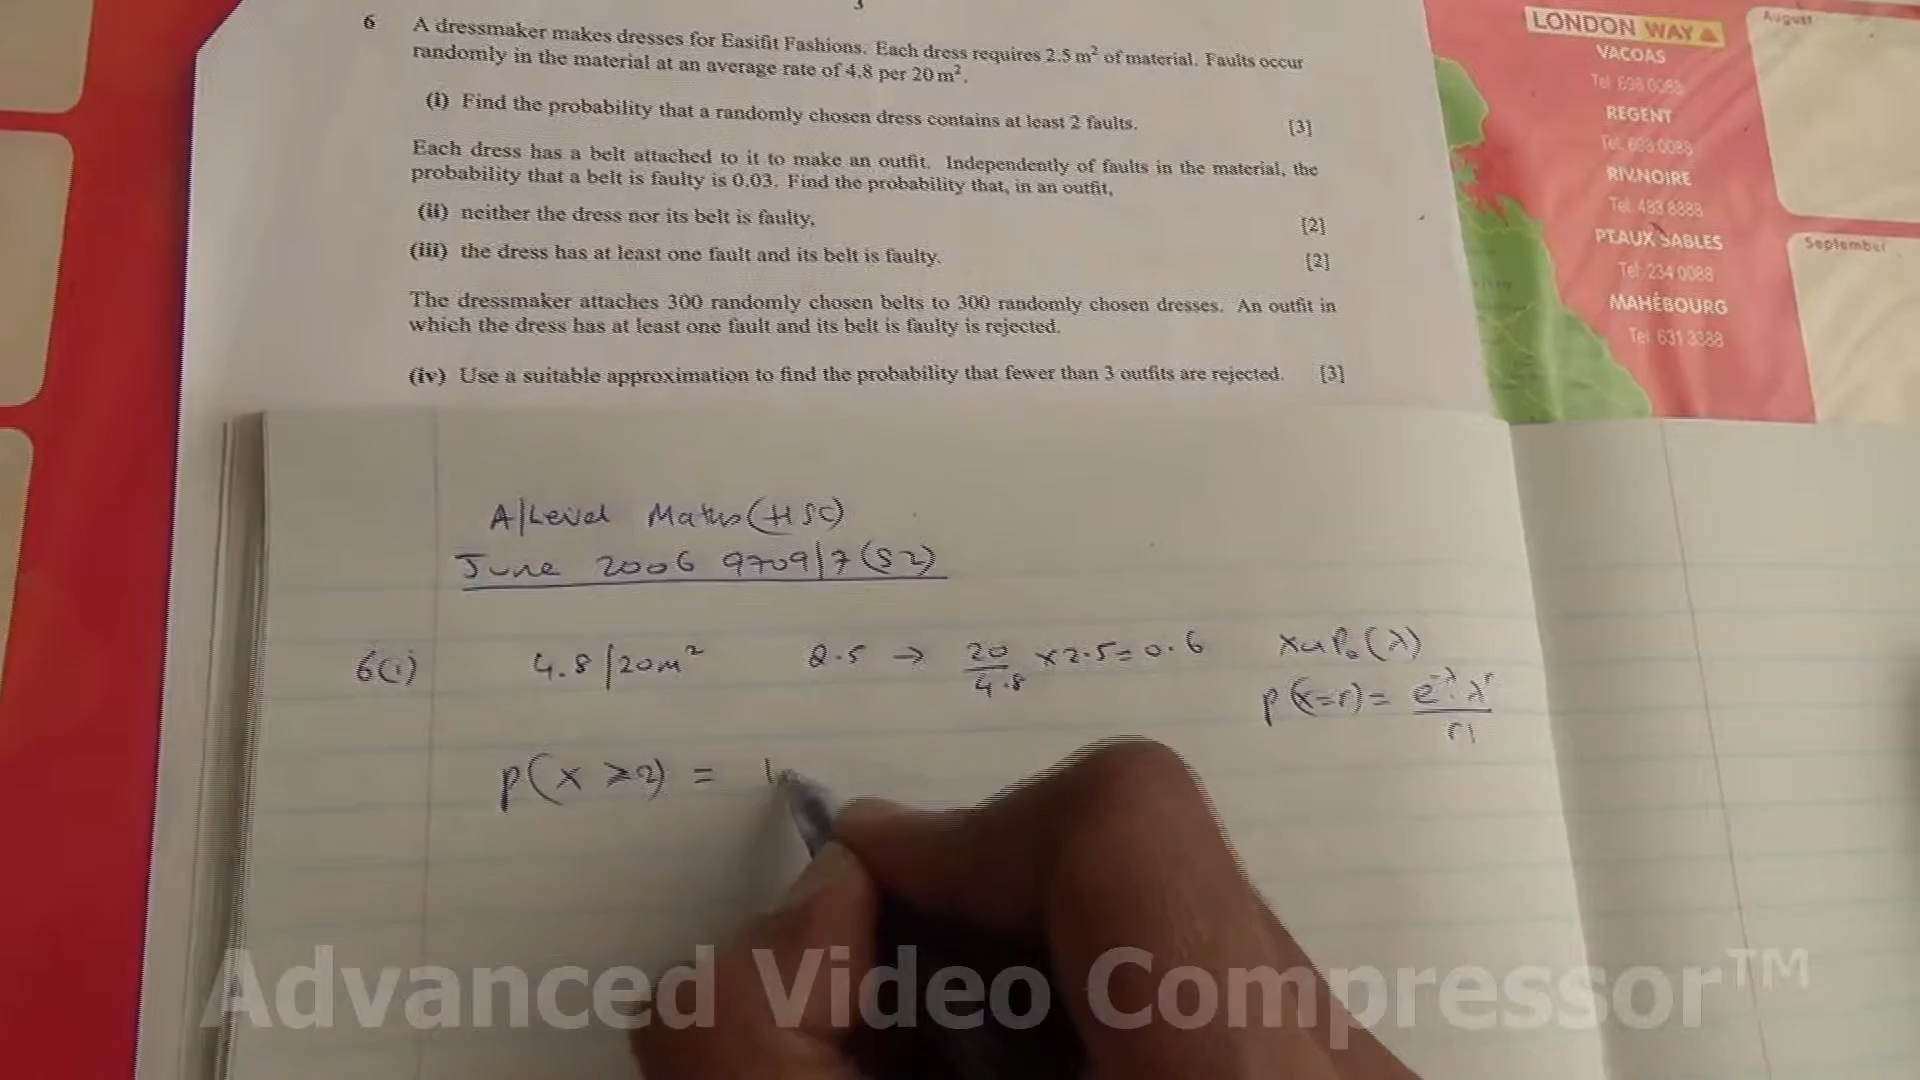 3
6 A dressmaker makes dresses for Easifit Fashions. Each dress requires 2.5 m² of material. Faults occur
randomly in the material at an average rate of 4.8 per 20 m².
(i) Find the probability that a randomly chosen dress contains at least 2 faults. [3]
Each dress has a belt attached to it to make an outfit. Independently of faults in the material, the
probability that a belt is faulty is 0.03. Find the probability that, in an outfit,
(ii) neither the dress nor its belt is faulty, [2]
(iii) the dress has at least one fault and its belt is faulty. [2]
The dressmaker attaches 300 randomly chosen belts to 300 randomly chosen dresses. An outfit in
which the dress has at least one fault and its belt is faulty is rejected.
(iv) Use a suitable approximation to find the probability that fewer than 3 outfits are rejected. [3]
LONDON WAY
VACOAS
Tel: 698 0088
REGENT
Tel: 698 0088
RIV.NOIRE
Tel: 483 8888
PTAUX SABLES
Tel: 234 0088
MAHÉBOURG
Tel: 631 3388
August
September
A/Level Maths (HSC)
June 2006 9709/7 (S2)
6(i) 4.8/20m² 2.5 → 20/4.8 ×2.5 = 0.6 X~Po(λ)
P(x=r) = e^-λ . λ^r / r!
P(x ≥2) = 1
Advanced Video Compressor™